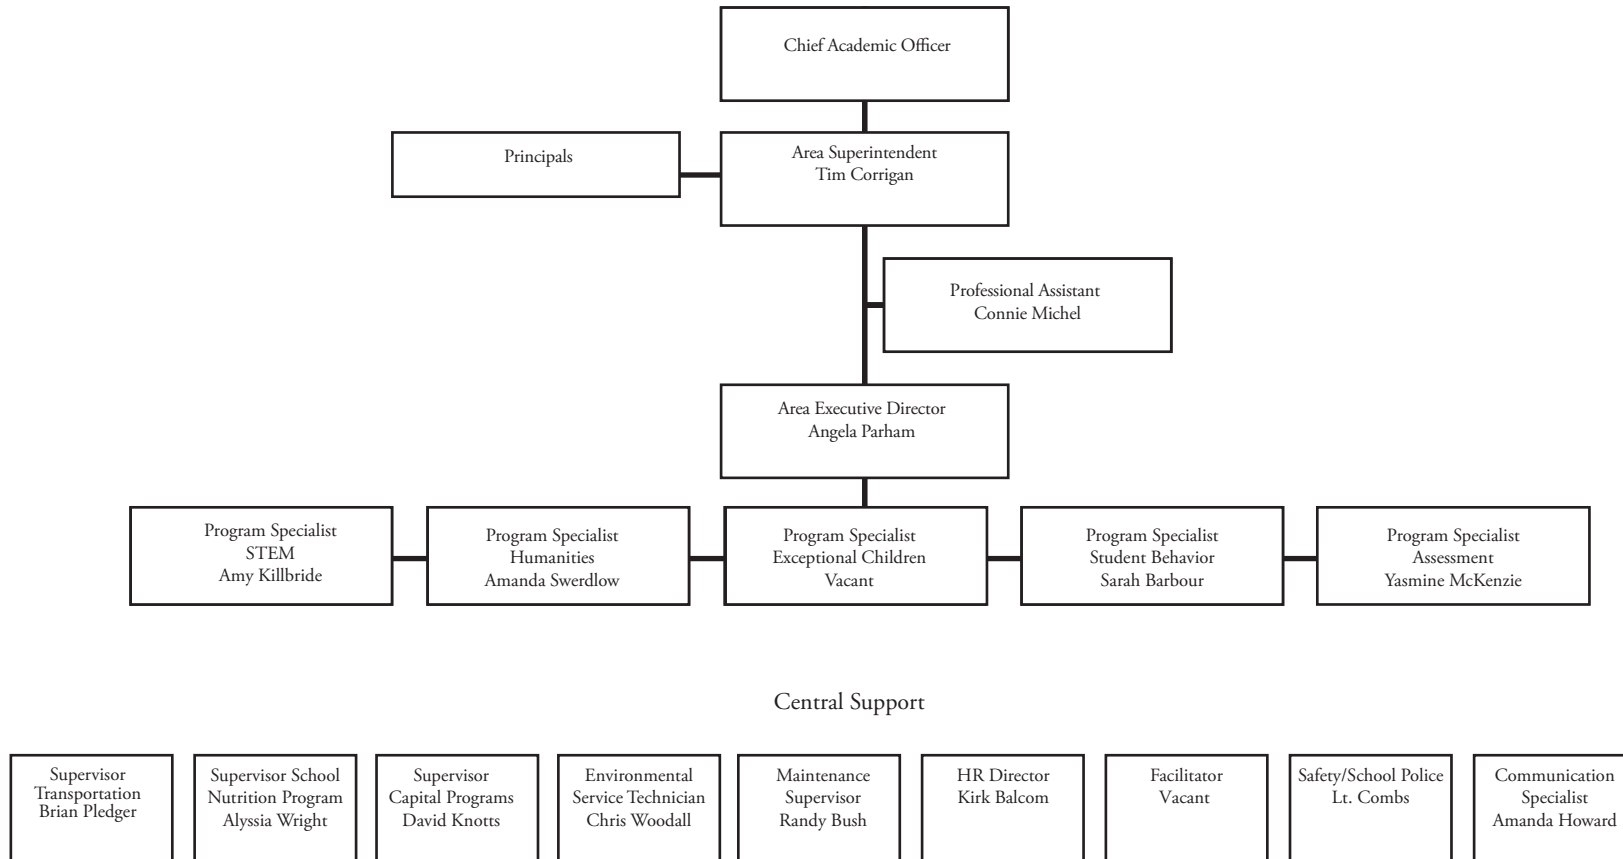 Chief Academic Officer
Principals
Area Superintendent
Tim Corrigan
Professional Assistant
Connie Michel
Area Executive Director
Angela Parham
Program Specialist
STEM
Amy Killbride
Program Specialist
Humanities
Amanda Swerdlow
Program Specialist
Exceptional Children
Vacant
Program Specialist
Student Behavior
Sarah Barbour
Program Specialist
Assessment
Yasmine McKenzie
Central Support
Supervisor
Transportation
Brian Pledger
Supervisor School
Nutrition Program
Alyssia Wright
Supervisor
Capital Programs
David Knotts
Environmental
Service Technician
Chris Woodall
Maintenance
Supervisor
Randy Bush
HR Director
Kirk Balcom
Facilitator
Vacant
Safety/School Police
Lt. Combs
Communication
Specialist
Amanda Howard